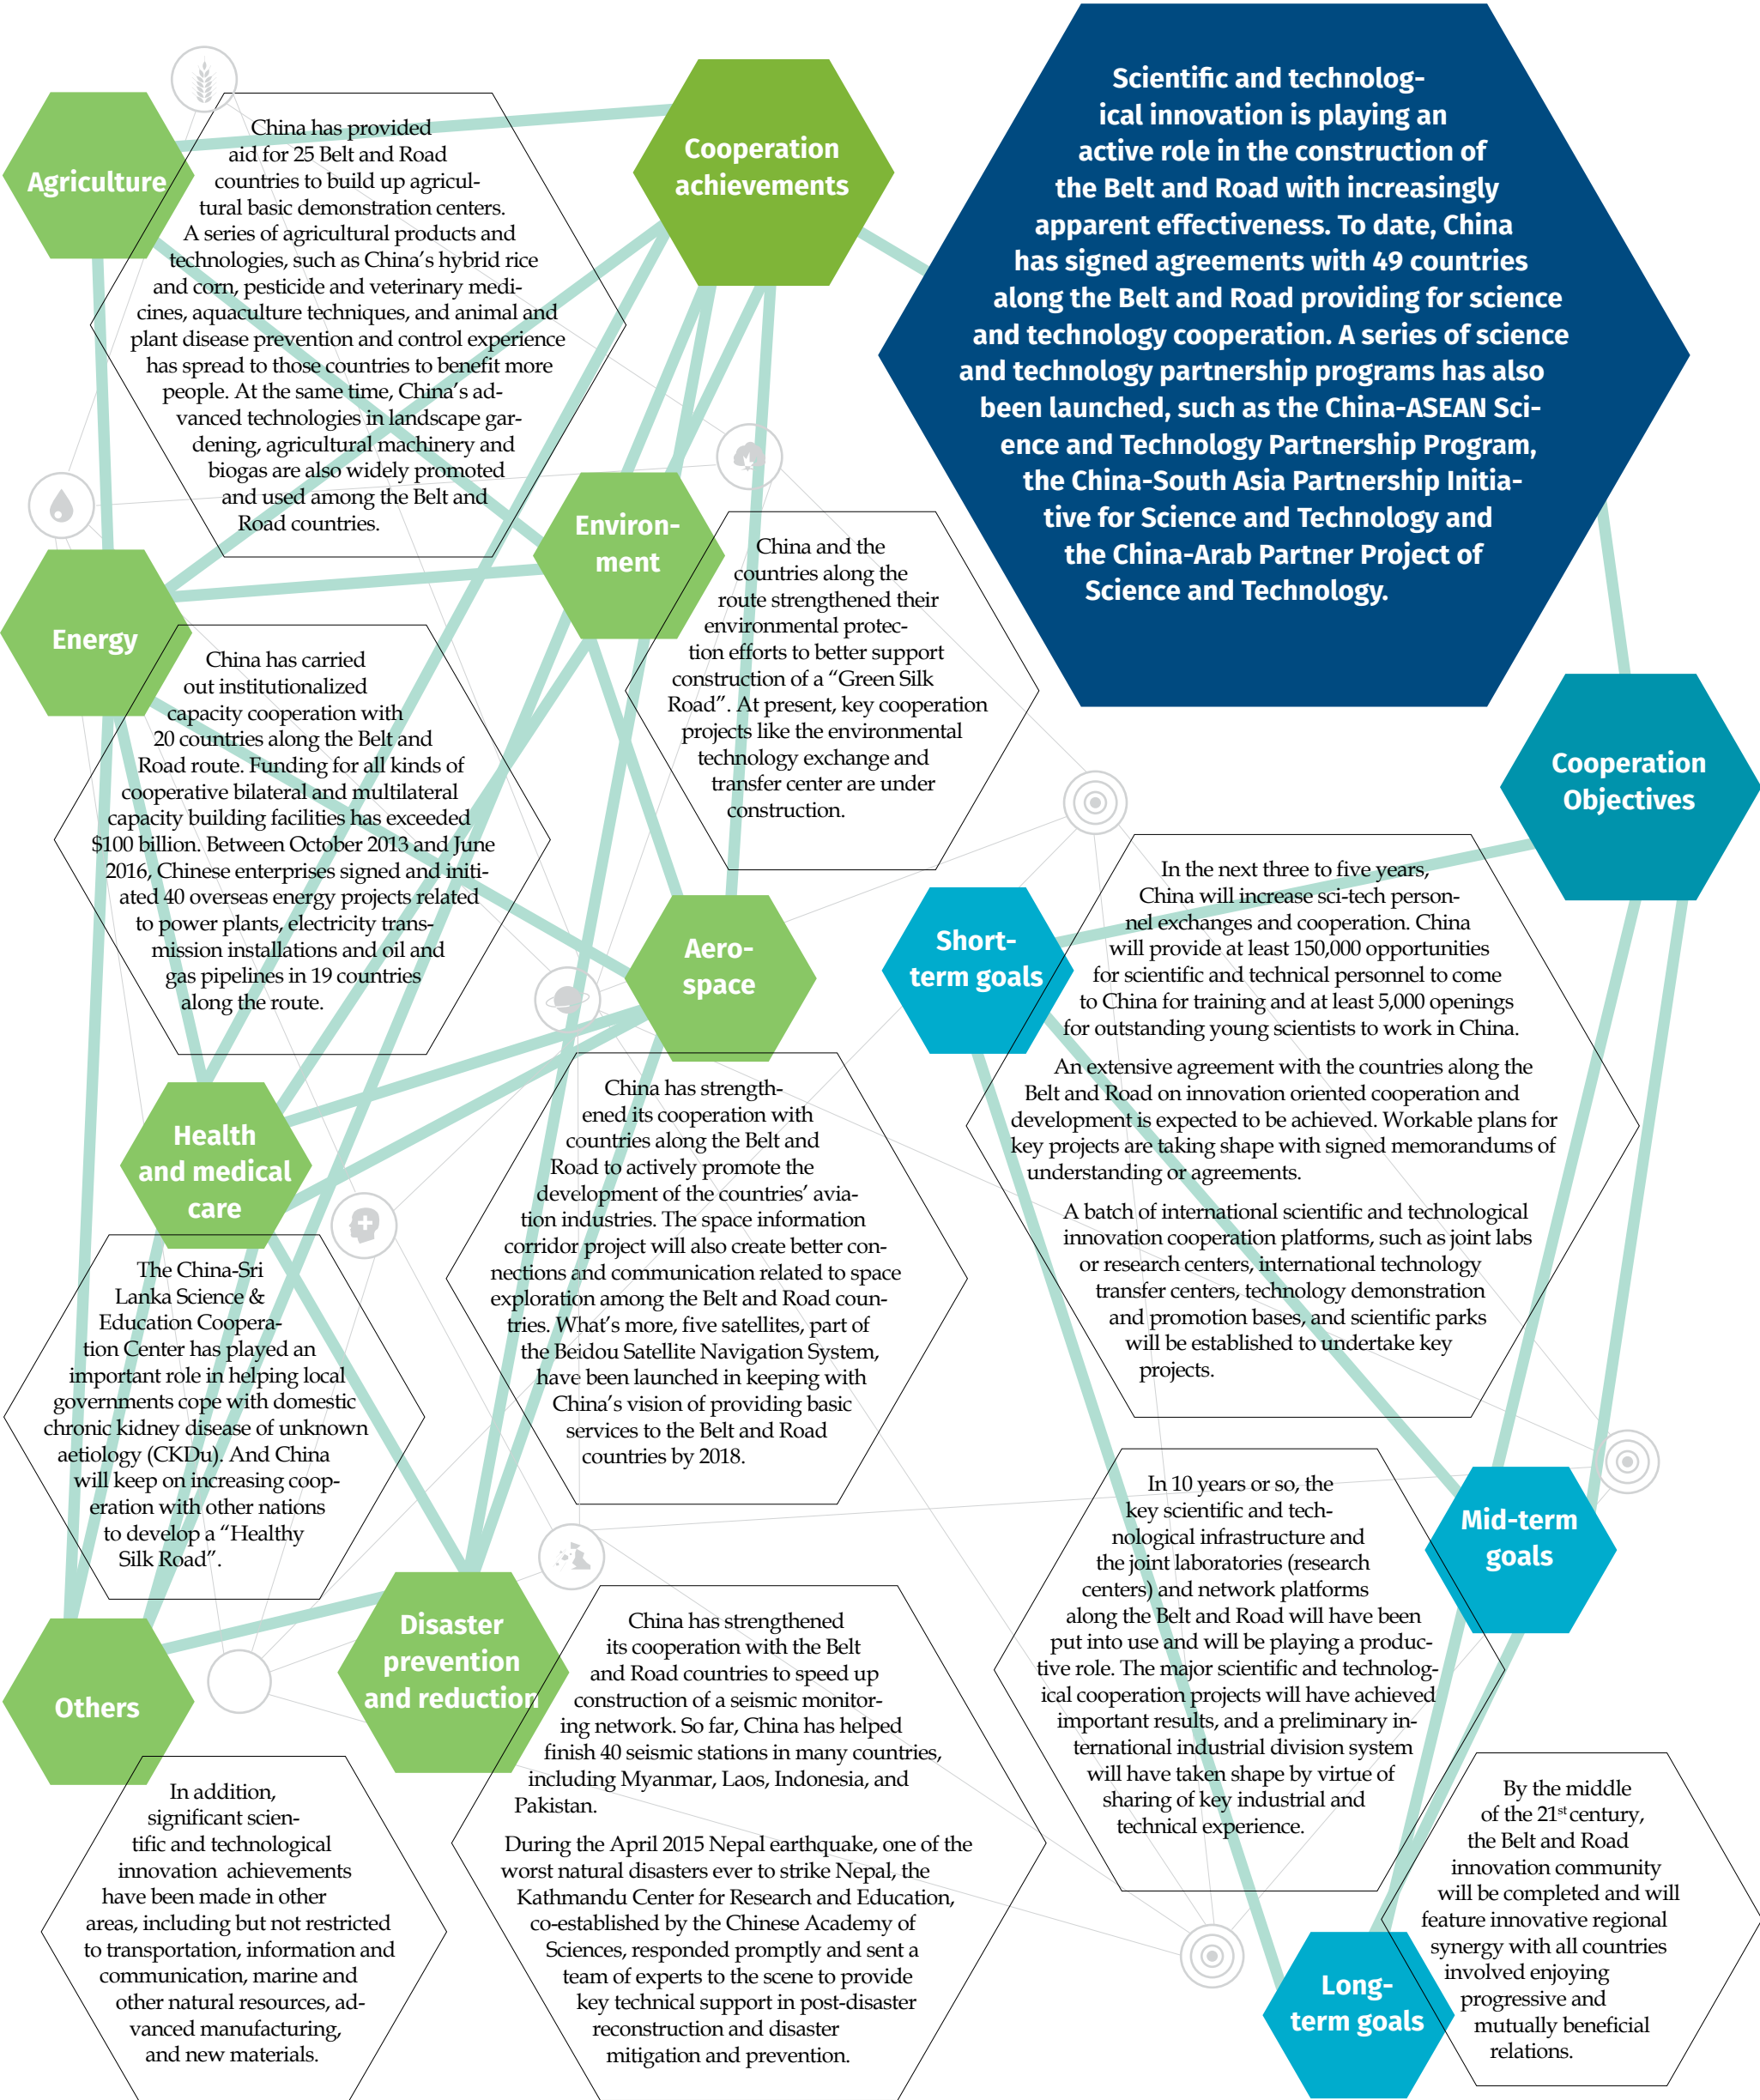 Scientific and technolog-
ical innovation is playing an
active role in the construction of
the Belt and Road with increasingly
apparent effectiveness. To date, China
has signed agreements with 49 countries
along the Belt and Road providing for science
and technology cooperation. A series of science
and technology partnership programs has also
been launched, such as the China-ASEAN Sci-
ence and Technology Partnership Program,
the China-South Asia Partnership Initia-
tive for Science and Technology and
the China-Arab Partner Project of
Science and Technology.
Cooperation
achievements
Agriculture
China has provided
aid for 25 Belt and Road
countries to build up agricul-
tural basic demonstration centers.
A series of agricultural products and
technologies, such as China's hybrid rice
and corn, pesticide and veterinary medi-
cines, aquaculture techniques, and animal and
plant disease prevention and control experience
has spread to those countries to benefit more
people. At the same time, China's ad-
vanced technologies in landscape gar-
dening, agricultural machinery and
biogas are also widely promoted
and used among the Belt and
Road countries.
Environ-
ment
China and the
countries along the
route strengthened their
environmental protec-
tion efforts to better support
construction of a “Green Silk
Road”. At present, key cooperation
projects like the environmental
technology exchange and
transfer center are under
construction.
Energy
China has carried
out institutionalized
capacity cooperation with
20 countries along the Belt and
Road route. Funding for all kinds of
cooperative bilateral and multilateral
capacity building facilities has exceeded
$100 billion. Between October 2013 and June
2016, Chinese enterprises signed and initi-
ated 40 overseas energy projects related
to power plants, electricity trans-
mission installations and oil and
gas pipelines in 19 countries
along the route.
Aero-
space
China has strength-
ened its cooperation with
countries along the Belt and
Road to actively promote the
development of the countries' avia-
tion industries. The space information
corridor project will also create better con-
nections and communication related to space
exploration among the Belt and Road coun-
tries. What's more, five satellites, part of
the Beidou Satellite Navigation System,
have been launched in keeping with
China's vision of providing basic
services to the Belt and Road
countries by 2018.
Health
and medical
care
The China-Sri
Lanka Science &
Education Coopera-
tion Center has played an
important role in helping local
governments cope with domestic
chronic kidney disease of unknown
aetiology (CKDu). And China
will keep on increasing coop-
eration with other nations
to develop a “Healthy
Silk Road”.
Disaster
prevention
and reduction
China has strengthened
its cooperation with the Belt
and Road countries to speed up
construction of a seismic monitor-
ing network. So far, China has helped
finish 40 seismic stations in many countries,
including Myanmar, Laos, Indonesia, and
Pakistan.
During the April 2015 Nepal earthquake, one of the
worst natural disasters ever to strike Nepal, the
Kathmandu Center for Research and Education,
co-established by the Chinese Academy of
Sciences, responded promptly and sent a
team of experts to the scene to provide
key technical support in post-disaster
reconstruction and disaster
mitigation and prevention.
Others
In addition,
significant scien-
tific and technological
innovation achievements
have been made in other
areas, including but not restricted
to transportation, information and
communication, marine and
other natural resources, ad-
vanced manufacturing,
and new materials.
Cooperation
Objectives
Short-
term goals
In the next three to five years,
China will increase sci-tech person-
nel exchanges and cooperation. China
will provide at least 150,000 opportunities
for scientific and technical personnel to come
to China for training and at least 5,000 openings
for outstanding young scientists to work in China.
An extensive agreement with the countries along the
Belt and Road on innovation oriented cooperation and
development is expected to be achieved. Workable plans for
key projects are taking shape with signed memorandums of
understanding or agreements.
A batch of international scientific and technological
innovation cooperation platforms, such as joint labs
or research centers, international technology
transfer centers, technology demonstration
and promotion bases, and scientific parks
will be established to undertake key
projects.
Mid-term
goals
In 10 years or so, the
key scientific and tech-
nological infrastructure and
the joint laboratories (research
centers) and network platforms
along the Belt and Road will have been
put into use and will be playing a produc-
tive role. The major scientific and technolog-
ical cooperation projects will have achieved
important results, and a preliminary in-
ternational industrial division system
will have taken shape by virtue of
sharing of key industrial and
technical experience.
Long-
term goals
By the middle
of the 21st century,
the Belt and Road
innovation community
will be completed and will
feature innovative regional
synergy with all countries
involved enjoying
progressive and
mutually beneficial
relations.